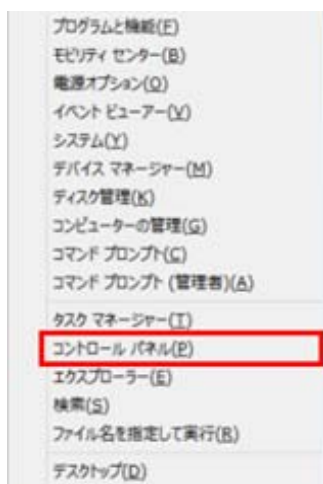 プログラムと機能(F)
モビリティ センター(B)
電源オプション(O)
イベント ビューアー(V)
システム(Y)
デバイス マネージャー(M)
ディスク管理(K)
コンピューターの管理(G)
コマンド プロンプト(C)
コマンド プロンプト (管理者)(A)
タスク マネージャー(T)
コントロール パネル(P)
エクスプローラー(E)
検索(S)
ファイル名を指定して実行(R)
デスクトップ(D)